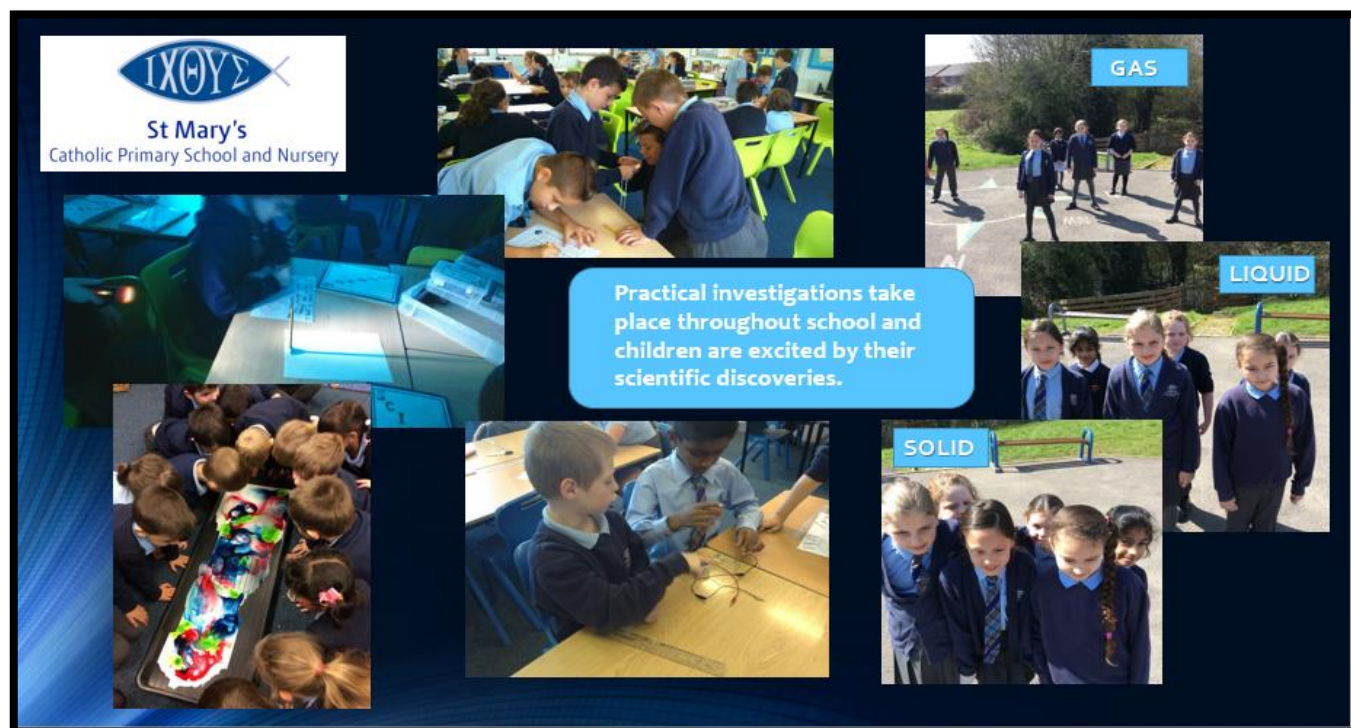 ΙΧΘΥΣ
St Mary's
Catholic Primary School and Nursery
GAS
LIQUID
Practical investigations take
place throughout school and
children are excited by their
scientific discoveries.
SOLID